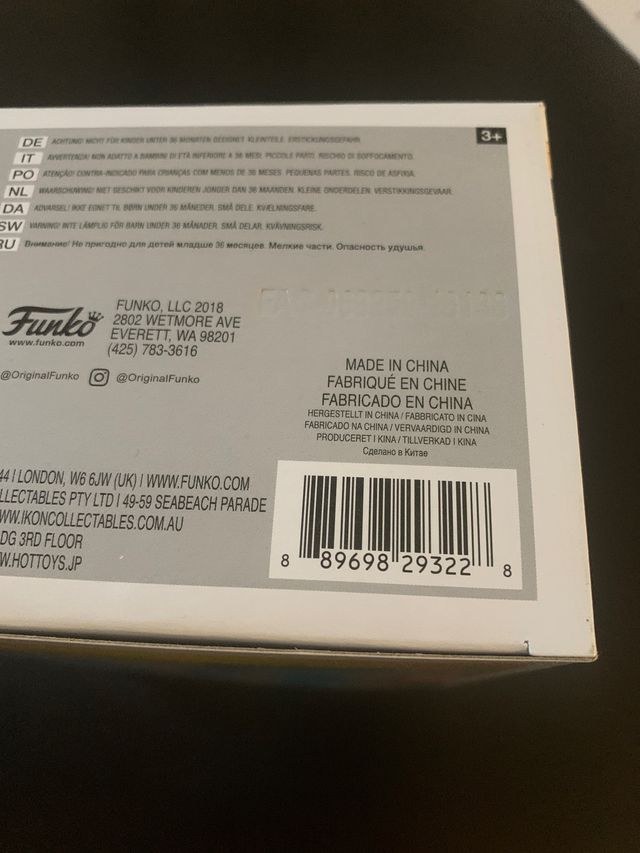 3+
DE ACHTUNG! NICHT FÜR KINDER UNTER 36 MONATEN GEEIGNET. KLEINTEILE. ERSTICKUNGSGEFAHR.
IT AVVERTENZA! NON ADATTO A BAMBINI DI ETÀ INFERIORE A 36 MESI. PICCOLE PARTI. RISCHIO DI SOFFOCAMENTO.
PO ATENÇÃO! CONTRA-INDICADO PARA CRIANÇAS COM MENOS DE 36 MESES. PEQUENAS PARTES. RISCO DE ASFIXIA.
NL WAARSCHUWING! NIET GESCHIKT VOOR KINDEREN JONGER DAN 36 MAANDEN. KLEINE ONDERDELEN. VERSTIKKINGSGEVAAR.
DA ADVARSEL! IKKE EGNET TIL BØRN UNDER 36 MÅNEDER. SMÅ DELE. KVÆLNINGSFARE.
SW VARNING! INTE LÄMPLIG FÖR BARN UNDER 36 MÅNADER. SMÅ DELAR. KVÄVNINGSRISK.
RU Внимание! Не пригодно для детей младше 36 месяцев. Мелкие части. Опасность удушья.
Funko
www.funko.com
FUNKO, LLC 2018
2802 WETMORE AVE
EVERETT, WA 98201
(425) 783-3616
@OriginalFunko @OriginalFunko
MADE IN CHINA
FABRIQUÉ EN CHINE
FABRICADO EN CHINA
HERGESTELLT IN CHINA / FABBRICATO IN CINA
FABRICADO NA CHINA / VERVAARDIGD IN CHINA
PRODUCERET I KINA / TILLVERKAD I KINA
Сделано в Китае
44 | LONDON, W6 6JW (UK) | WWW.FUNKO.COM
LLECTABLES PTY LTD | 49-59 SEABEACH PARADE
WW.IKONCOLLECTABLES.COM.AU
DG 3RD FLOOR
W.HOTTOYS.JP
8 89698 29322 8